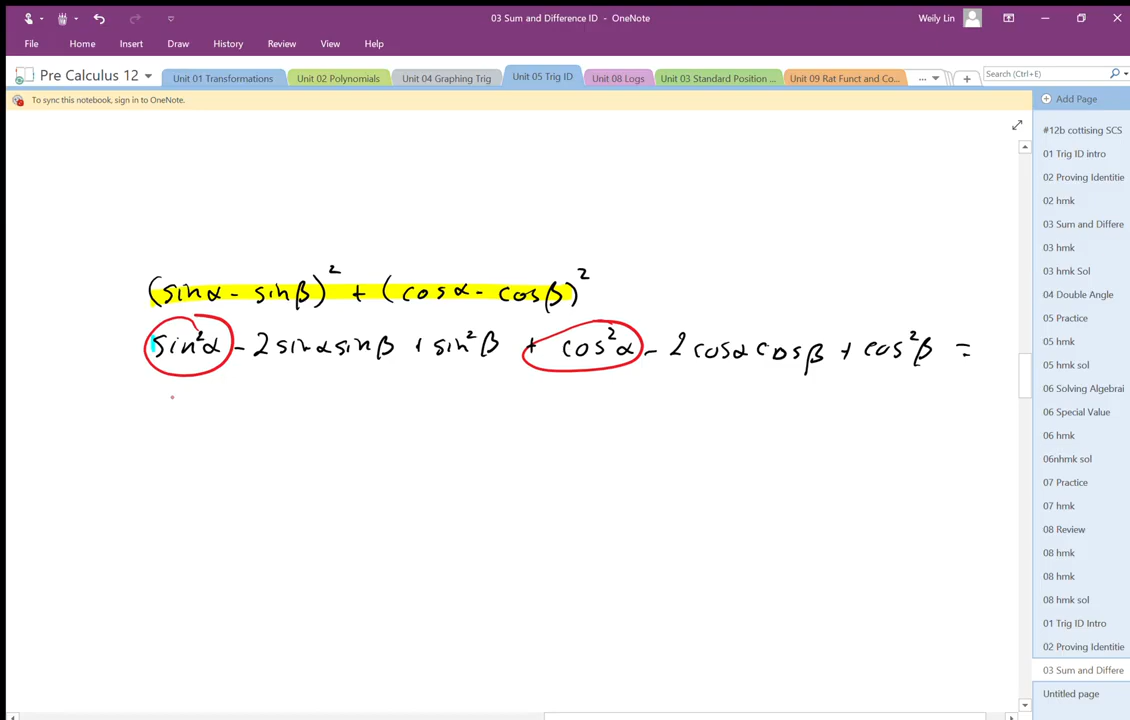 03 Sum and Difference ID - OneNote
Weily Lin
File Home Insert Draw History Review View Help
Pre Calculus 12
Unit 01 Transformations
Unit 02 Polynomials
Unit 04 Graphing Trig
Unit 05 Trig ID
Unit 08 Logs
Unit 03 Standard Position ...
Unit 09 Rat Funct and Co...
...
Search (Ctrl+E)
To sync this notebook, sign in to OneNote.
Add Page
(sinα - sinβ)² + (cosα - cosβ)²
sin²α - 2sinαsinβ + sin²β + cos²α - 2cosαcosβ + cos²β =
#12b cottising SCS
01 Trig ID intro
02 Proving Identitie
02 hmk
03 Sum and Differe
03 hmk
03 hmk Sol
04 Double Angle
05 Practice
05 hmk
05 hmk sol
06 Solving Algebrai
06 Special Value
06 hmk
06nhmk sol
07 Practice
07 hmk
08 Review
08 hmk
08 hmk
08 hmk sol
01 Trig ID Intro
02 Proving Identitie
03 Sum and Differe
Untitled page